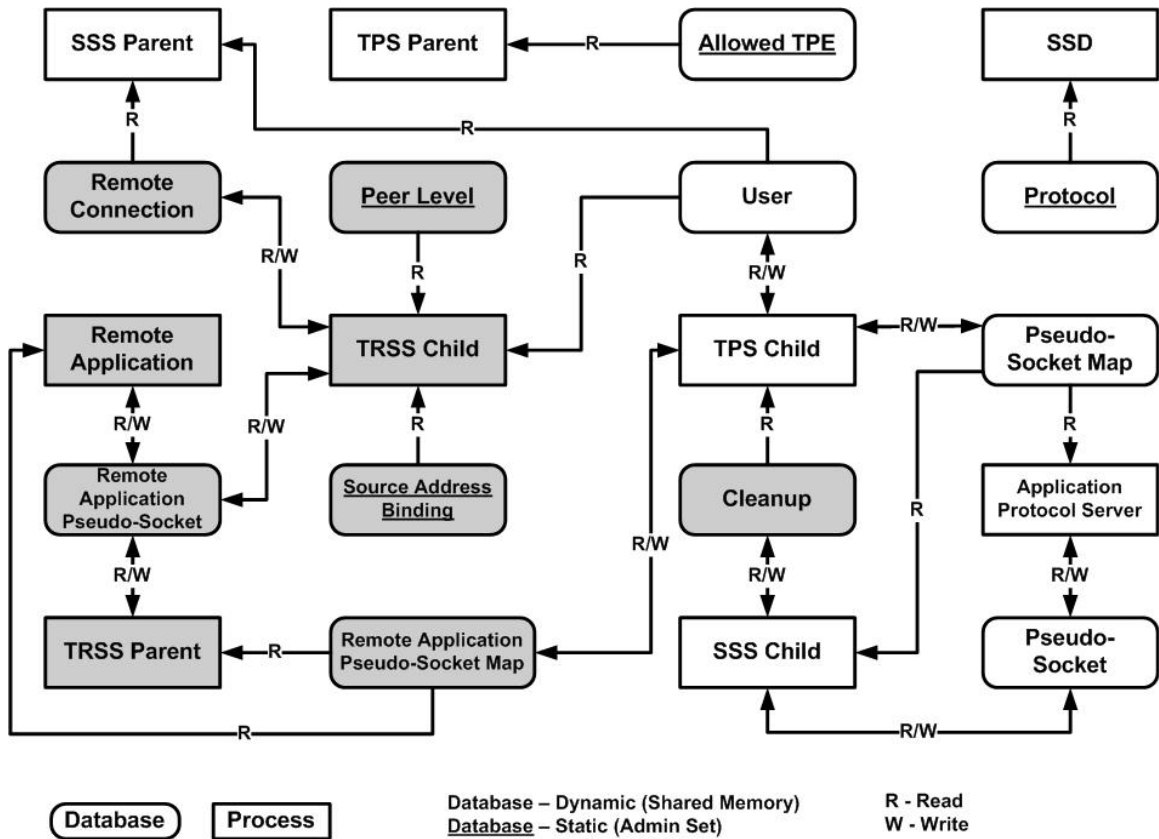 SSS Parent
TPS Parent
R
Allowed TPE
SSD
R
R
R
Remote
Connection
Peer Level
User
Protocol
R/W
R
R
R/W
Remote
Application
TRSS Child
TPS Child
R/W
Pseudo-
Socket Map
R/W
R/W
R
R
R
Remote
Application
Pseudo-Socket
Source Address
Binding
Cleanup
Application
Protocol Server
R
R/W
R/W
R/W
R/W
TRSS Parent
R
Remote Application
Pseudo-Socket Map
SSS Child
Pseudo-
Socket
R
R/W
Database
Process
Database – Dynamic (Shared Memory)
Database – Static (Admin Set)
R - Read
W - Write